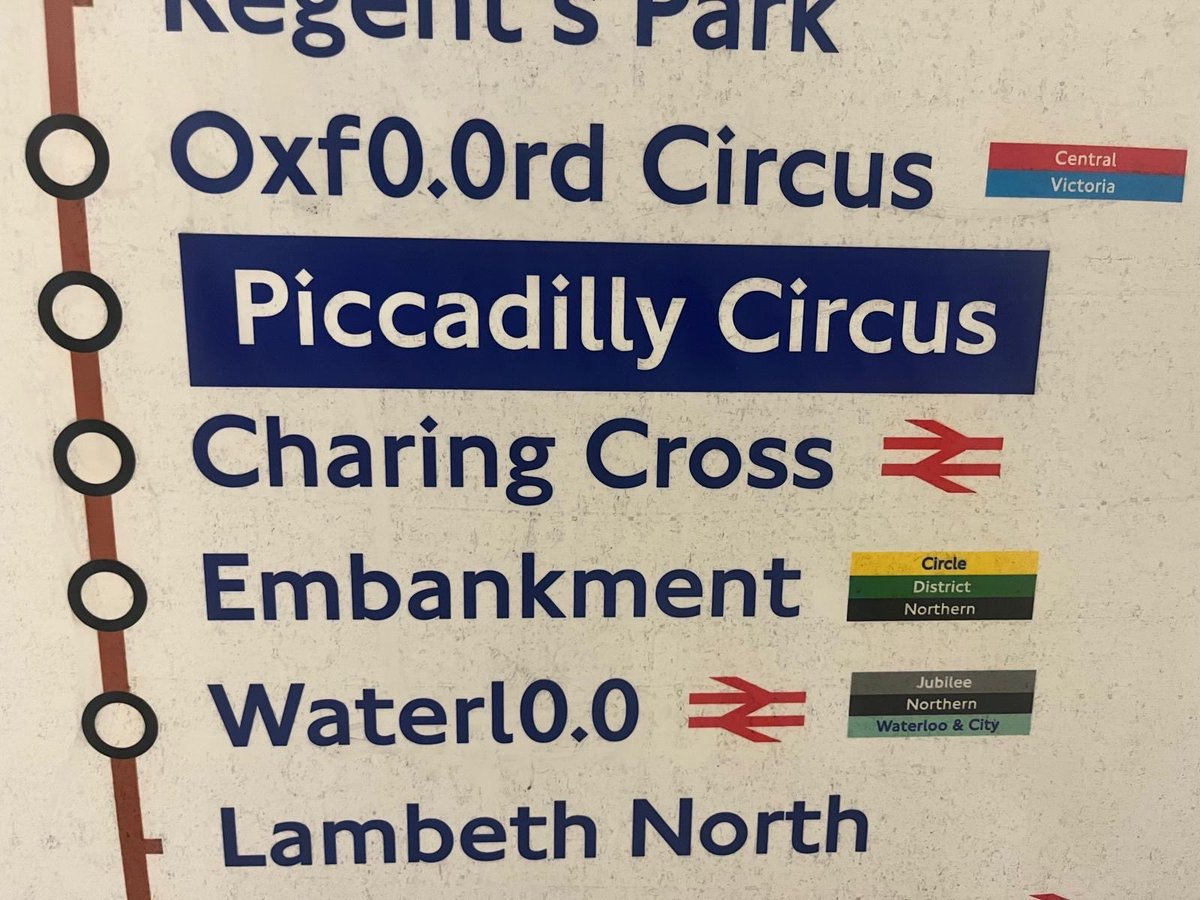 Regent's Park
Oxf0.0rd Circus
Central
Victoria
Piccadilly Circus
Charing Cross
Embankment
Circle
District
Northern
Waterl0.0
Jubilee
Northern
Waterloo & City
Lambeth North